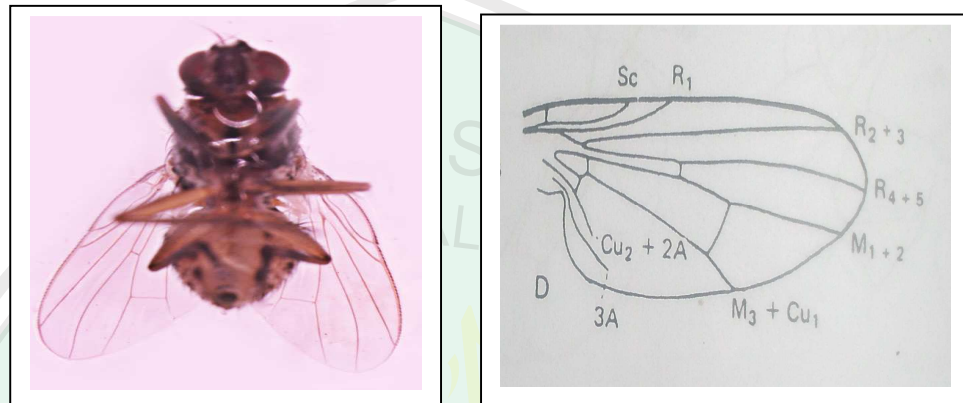 Sc R₁
R₂ + ₃
R₄ + ₅
M₁ + ₂
Cu₂ + 2A
D
M₃ + Cu₁
3A